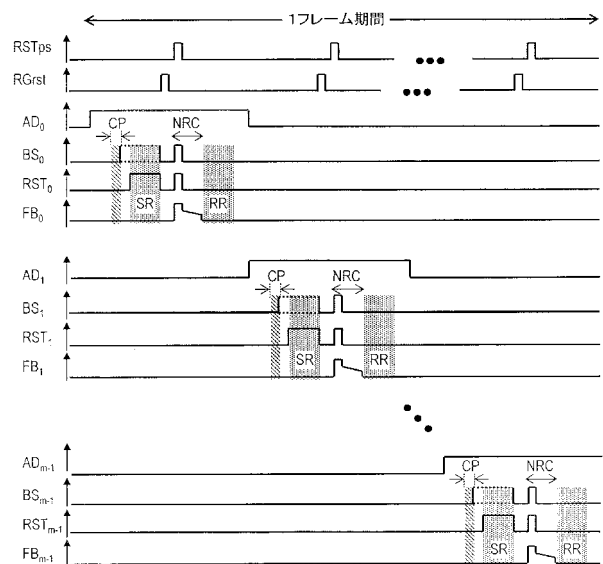 1フレーム期間
RSTps
RGrst
AD0
CP NRC
BS0
RST0
SR RR
FB0
AD1
CP NRC
BS1
RST1
SR RR
FB1
ADm-1
CP NRC
BSm-1
RSTm-1
SR RR
FBm-1